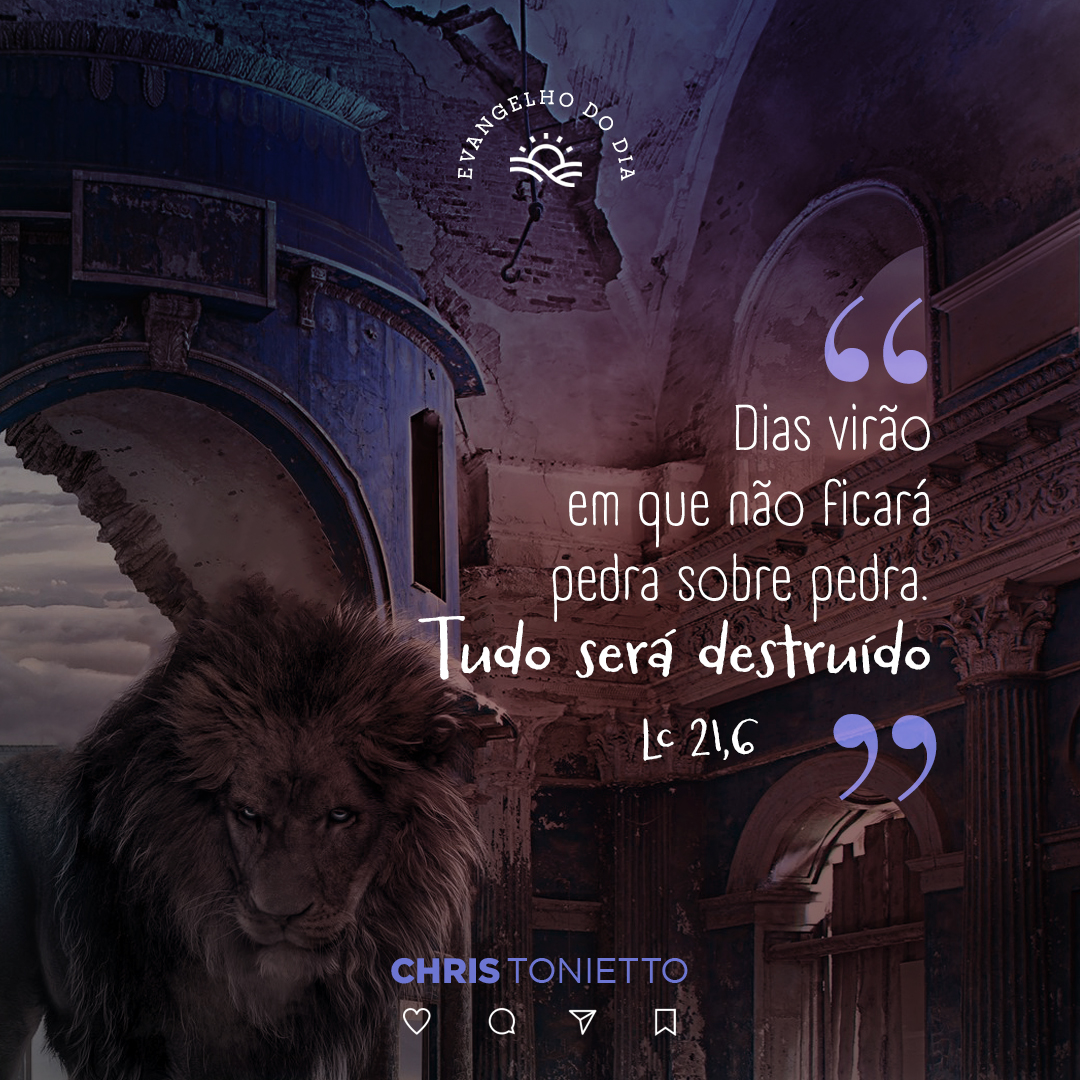 EVANGELHO DO DIA
“
Dias virão
em que não ficará
pedra sobre pedra.
Tudo será destruído
Lc 21,6
”
CHRIS TONIETTO